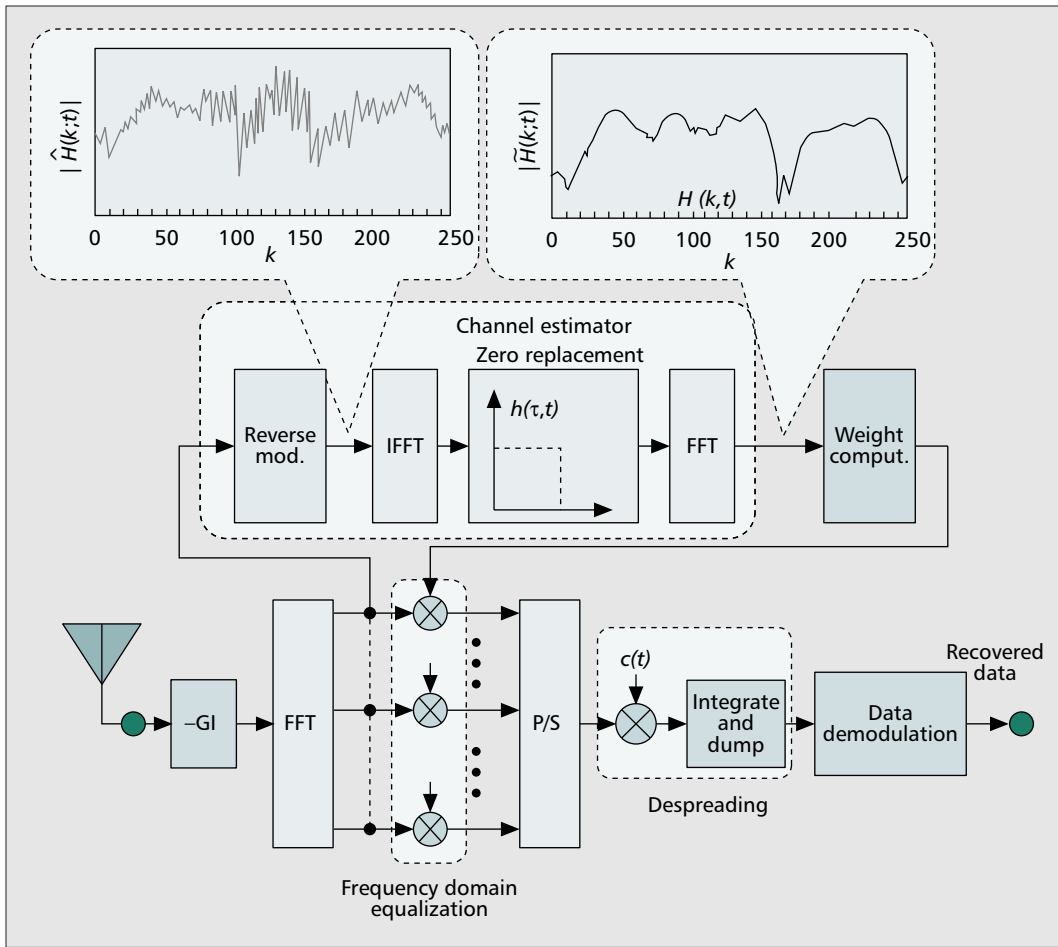 |Ĥ(k;t)|
0 50 100 150 200 250
k
|H̃(k;t)|
H (k,t)
0 50 100 150 200 250
k
Channel estimator
Zero replacement
h(τ,t)
Reverse
mod.
IFFT
FFT
Weight
comput.
–GI
FFT
P/S
c(t)
Integrate
and
dump
Despreading
Data
demodulation
Recovered
data
Frequency domain
equalization